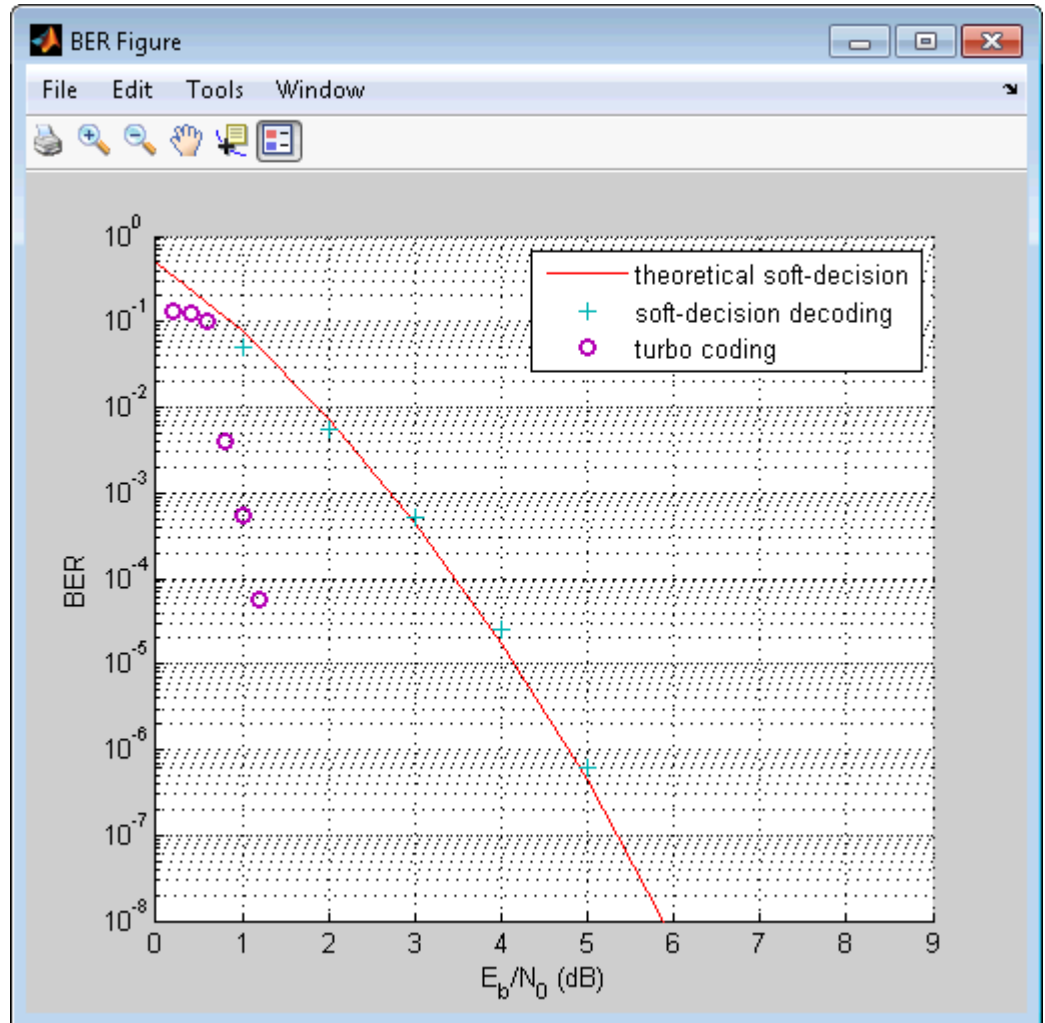 BER Figure
File Edit Tools Window
10^0
10^-1
10^-2
10^-3
10^-4
10^-5
10^-6
10^-7
10^-8
BER
theoretical soft-decision
soft-decision decoding
turbo coding
0 1 2 3 4 5 6 7 8 9
E_b/N_0 (dB)